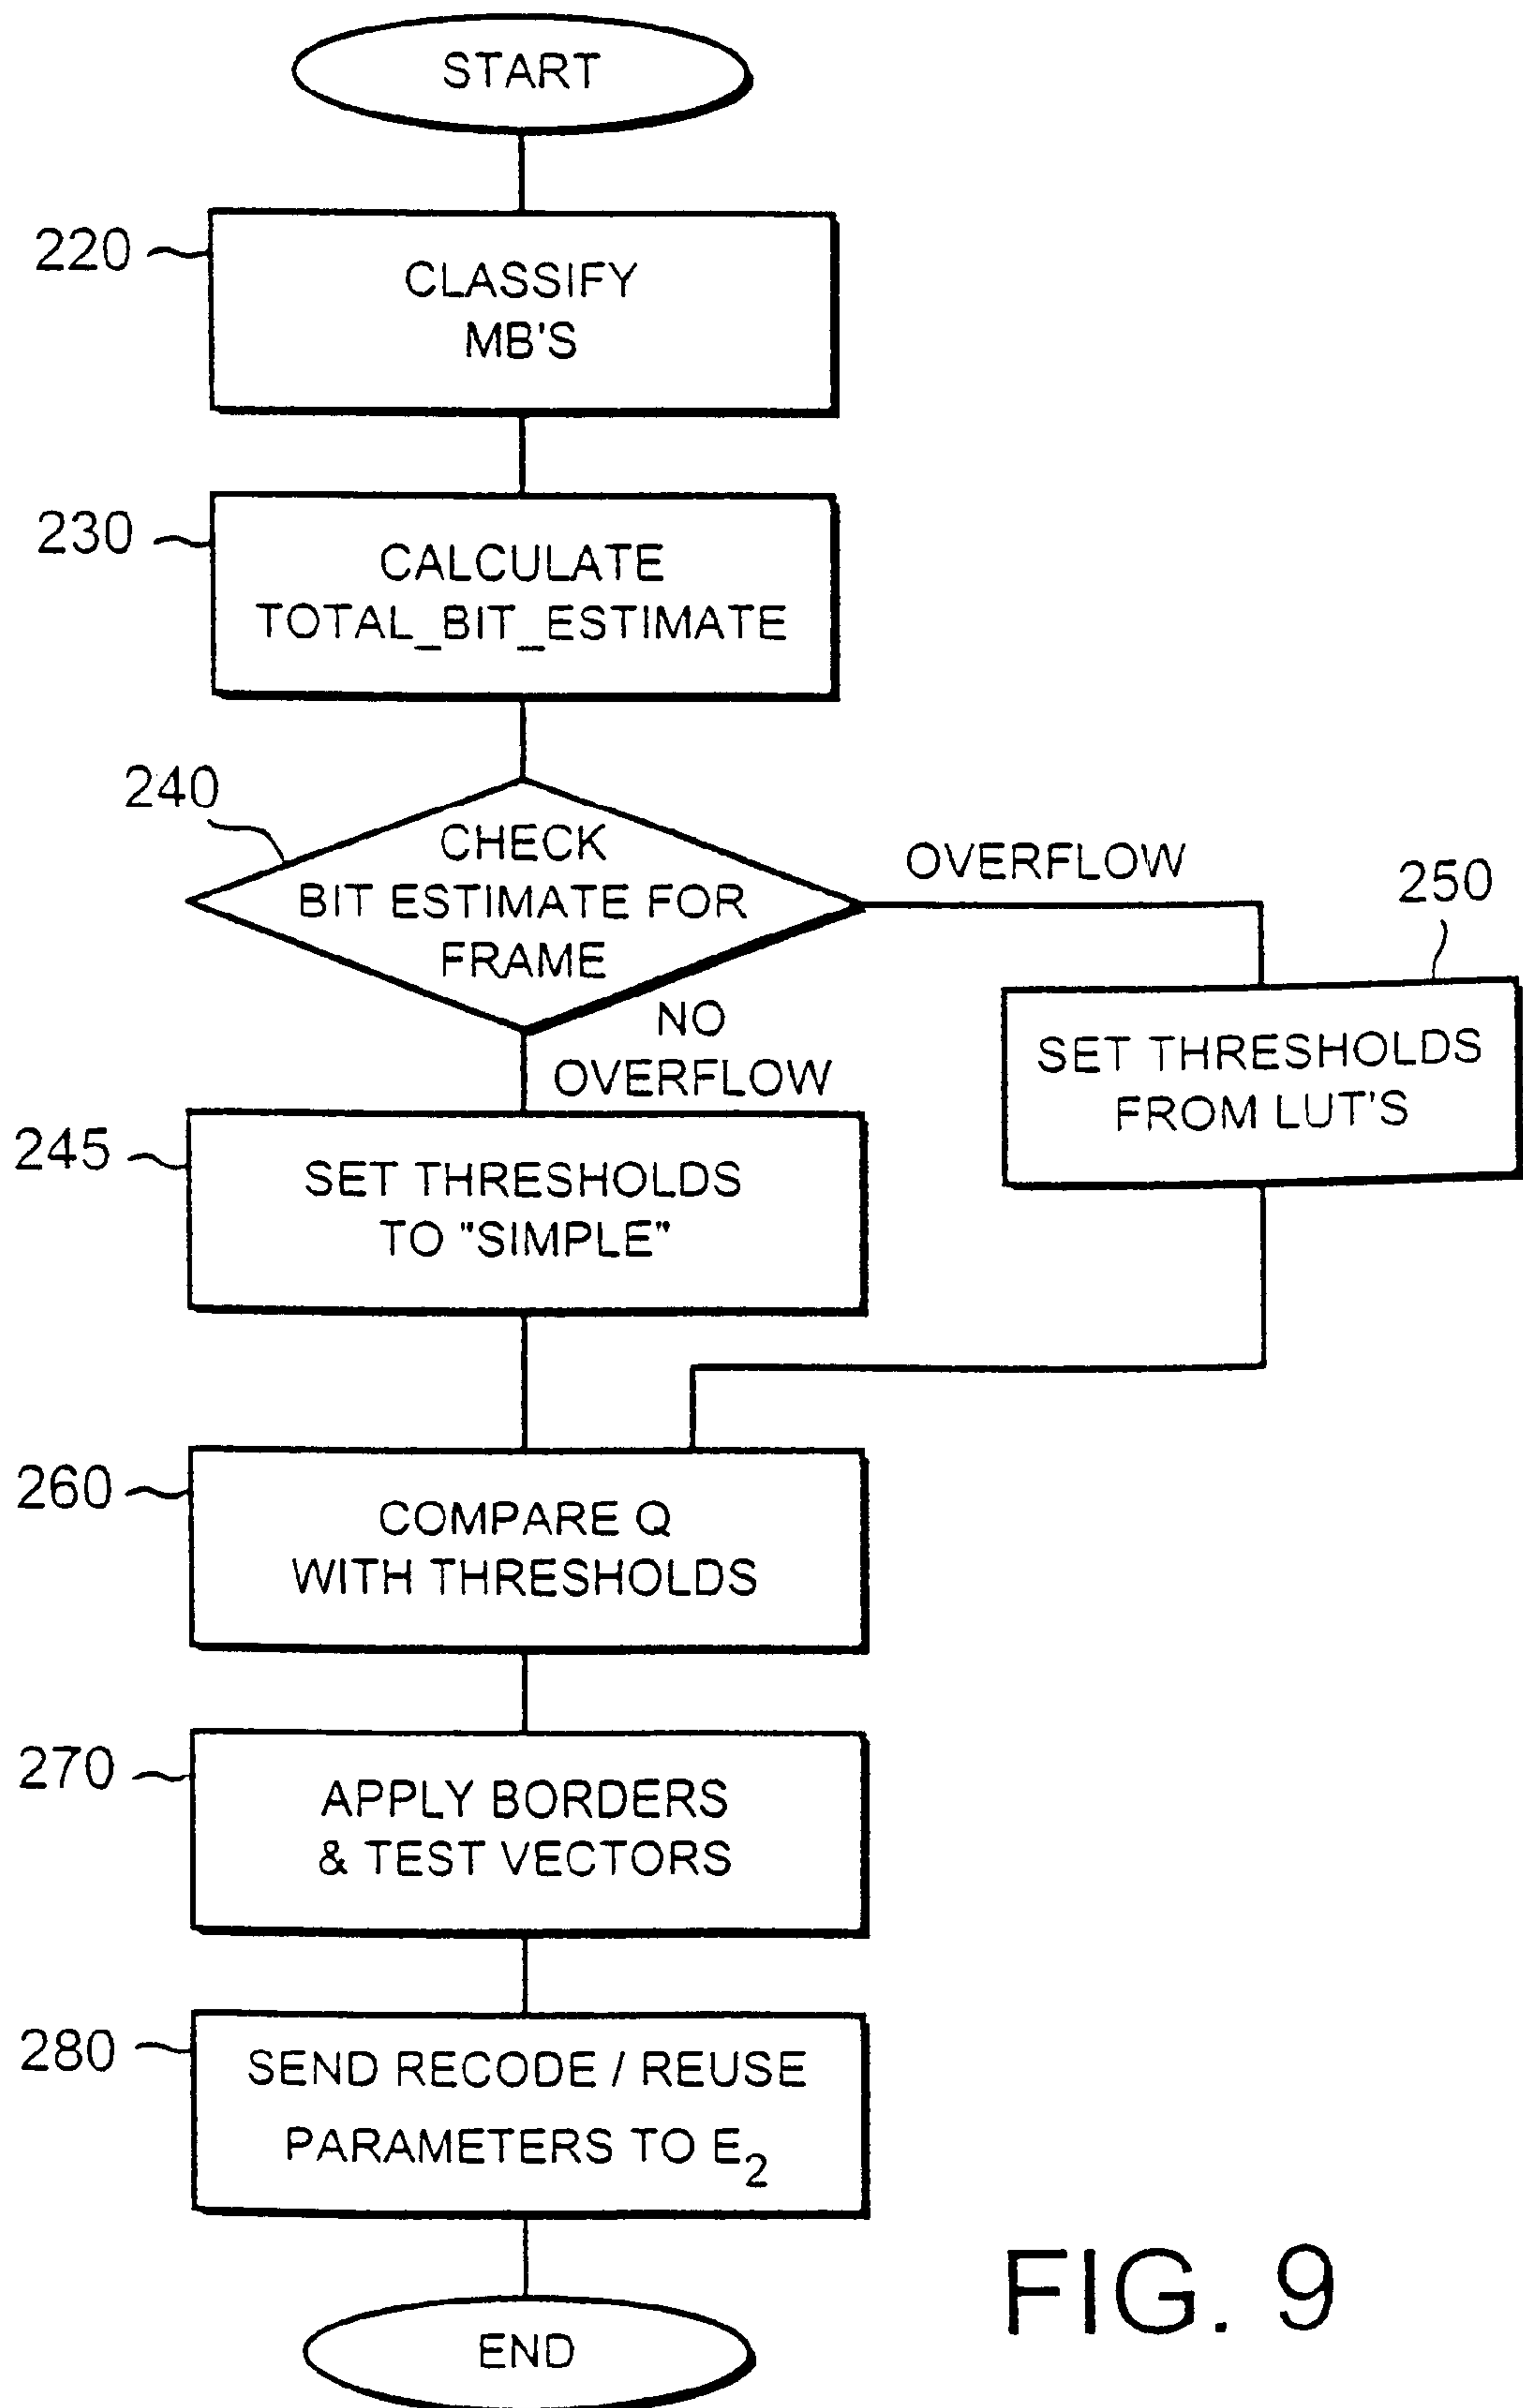 START
220
CLASSIFY
MB'S
230
CALCULATE
TOTAL_BIT_ESTIMATE
240
CHECK
BIT ESTIMATE FOR
FRAME
OVERFLOW
250
NO
OVERFLOW
SET THRESHOLDS
FROM LUT'S
245
SET THRESHOLDS
TO "SIMPLE"
260
COMPARE Q
WITH THRESHOLDS
270
APPLY BORDERS
& TEST VECTORS
280
SEND RECODE / REUSE
PARAMETERS TO E2
END
FIG. 9